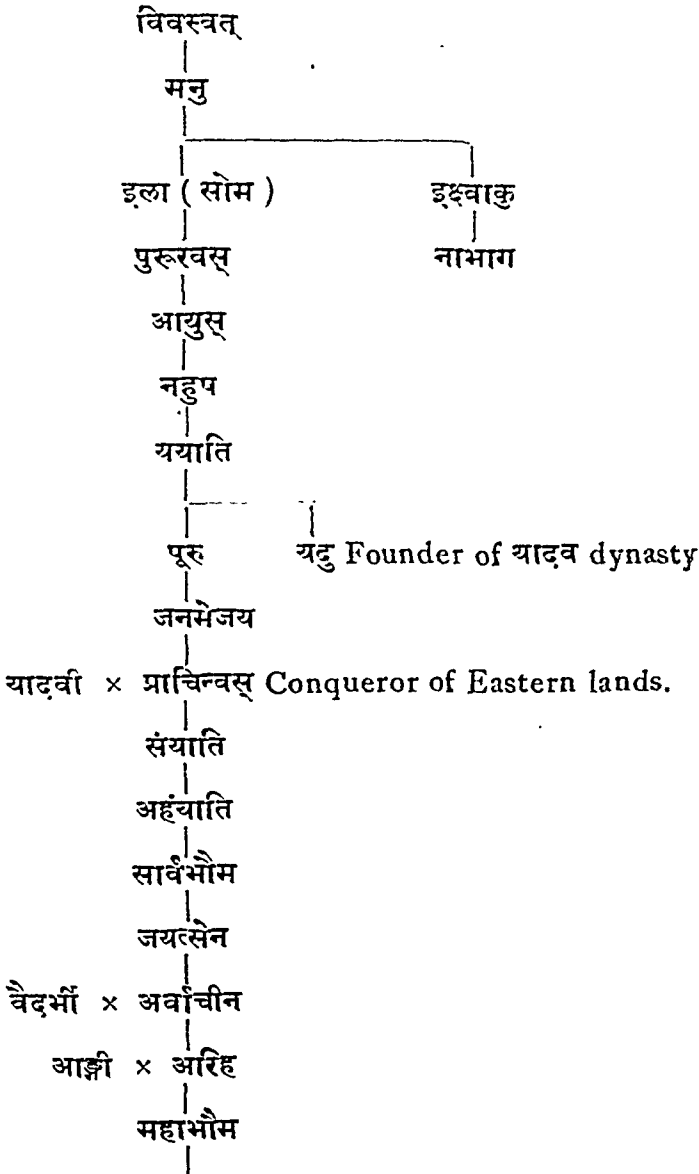 विवस्वत्
मनु
इला ( सोम ) इक्ष्वाकु
पुरूरवस् नाभाग
आयुस्
नहुष
ययाति
पूरु यदु Founder of यादव dynasty
जनमेजय
यादवी × प्राचिन्वस् Conqueror of Eastern lands.
संयाति
अहंयाति
सार्वभौम
जयत्सेन
वैदर्भी × अर्वाचीन
आङ्गी × आरिह
महाभौम